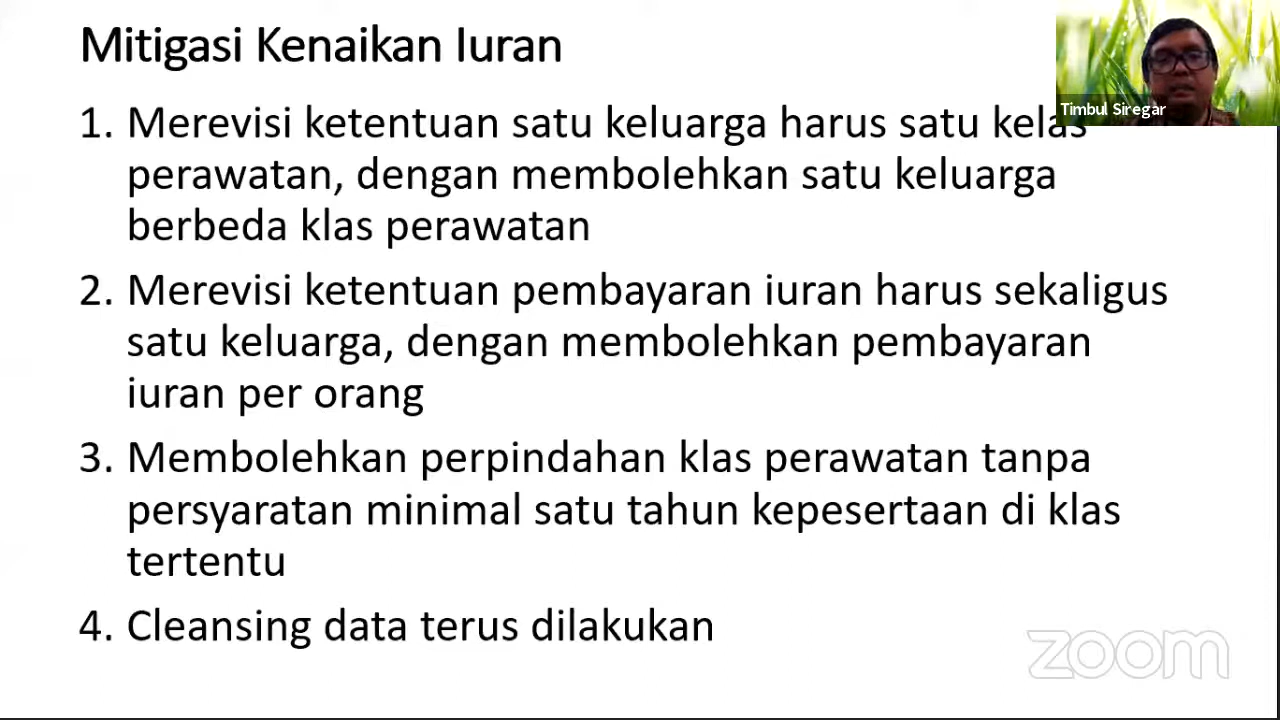 Mitigasi Kenaikan Iuran
Timbul Siregar
1. Merevisi ketentuan satu keluarga harus satu kelas
perawatan, dengan membolehkan satu keluarga
berbeda klas perawatan
2. Merevisi ketentuan pembayaran iuran harus sekaligus
satu keluarga, dengan membolehkan pembayaran
iuran per orang
3. Membolehkan perpindahan klas perawatan tanpa
persyaratan minimal satu tahun kepesertaan di klas
tertentu
4. Cleansing data terus dilakukan
zoom